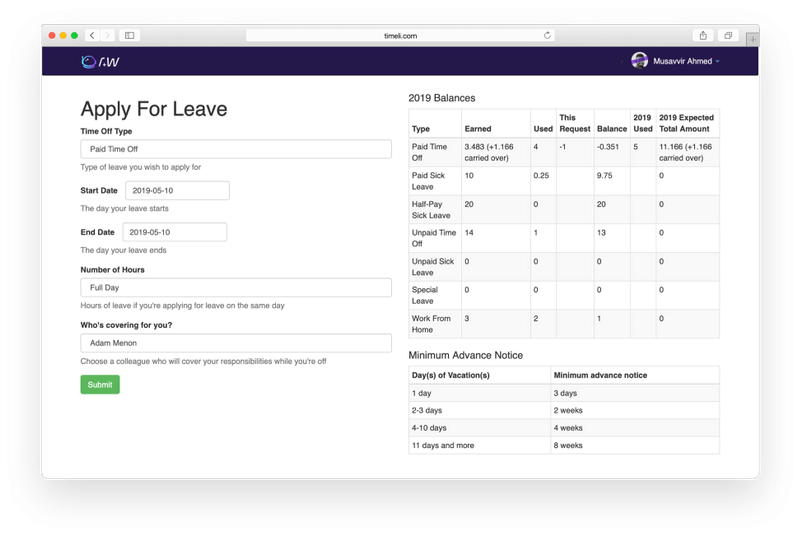 timeli.com
Musavvir Ahmed
Apply For Leave
Time Off Type
Paid Time Off
Type of leave you wish to apply for
Start Date 2019-05-10
The day your leave starts
End Date 2019-05-10
The day your leave ends
Number of Hours
Full Day
Hours of leave if you're applying for leave on the same day
Who's covering for you?
Adam Menon
Choose a colleague who will cover your responsibilities while you're off
Submit
2019 Balances
This 2019 2019 Expected
Type Earned Used Request Balance Used Total Amount
Paid Time 3.483 (+1.166 4 -1 -0.351 5 11.166 (+1.166
Off carried over) carried over)
Paid Sick 10 0.25 9.75 0
Leave
Half-Pay 20 0 20 0
Sick Leave
Unpaid Time 14 1 13 0
Off
Unpaid Sick 0 0 0 0
Leave
Special 0 0 0 0
Leave
Work From 3 2 1 0
Home
Minimum Advance Notice
Day(s) of Vacation(s) Minimum advance notice
1 day 3 days
2-3 days 2 weeks
4-10 days 4 weeks
11 days and more 8 weeks